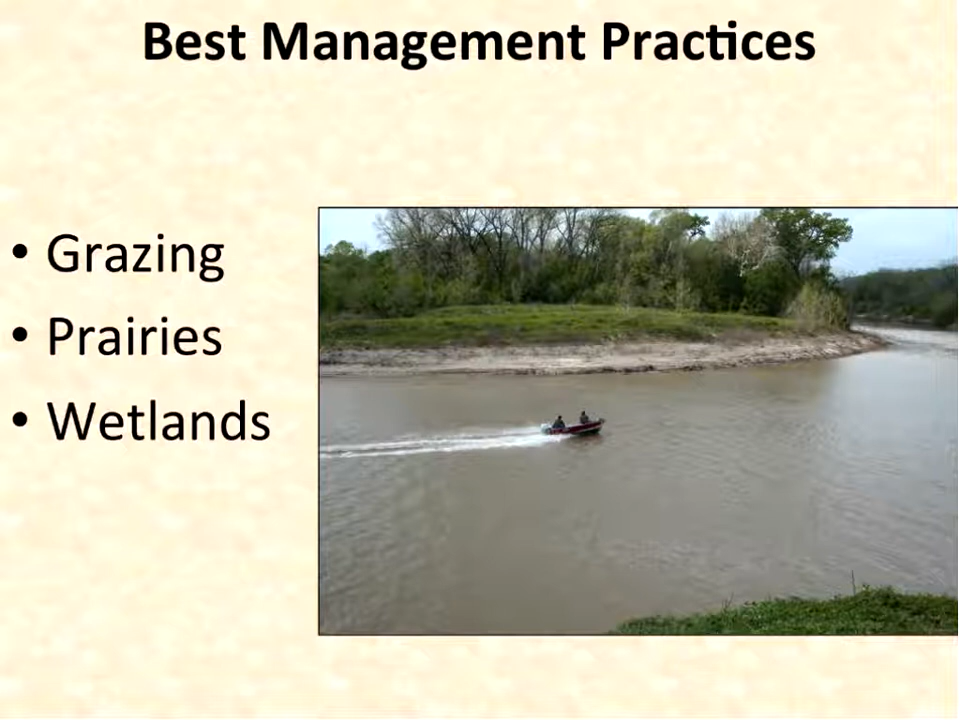 Best Management Practices
• Grazing
• Prairies
• Wetlands